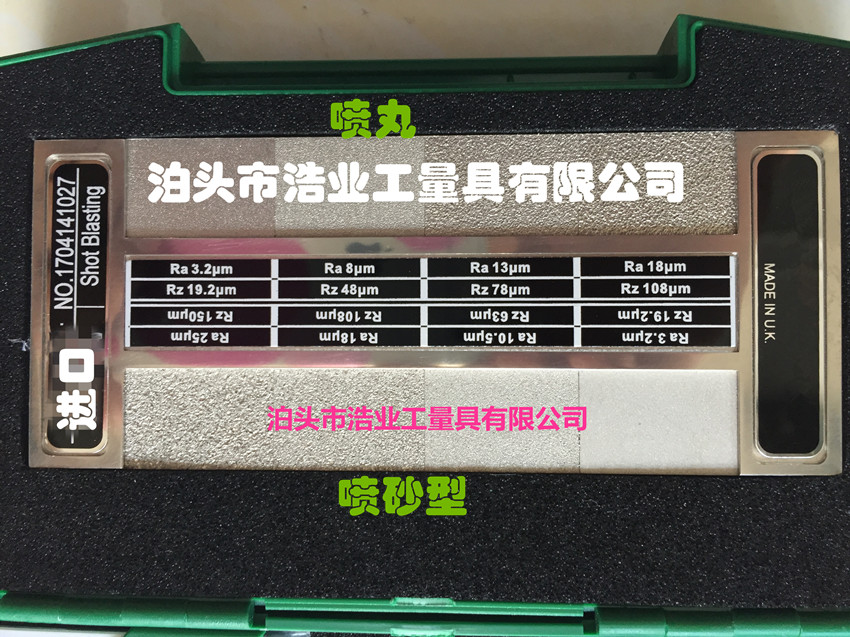 喷丸
泊头市浩业工量具有限公司
NO.1704141027
Shot Blasting
进口
Ra 3.2μm Ra 8μm Ra 13μm Ra 18μm
Rz 19.2μm Rz 48μm Rz 78μm Rz 108μm
Rz 150μm Rz 108μm Rz 63μm Rz 19.2μm
Ra 25μm Ra 18μm Ra 10.5μm Ra 3.2μm
MADE IN U.K.
泊头市浩业工量具有限公司
喷砂型